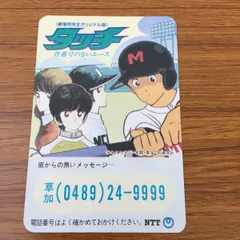 (劇場用完全オリジナル版)
タッチ
背番号のないエース
M
南からの熱いメッセージ…
草加(0489)24-9999
電話番号はよく確かめておかけください。 NTT